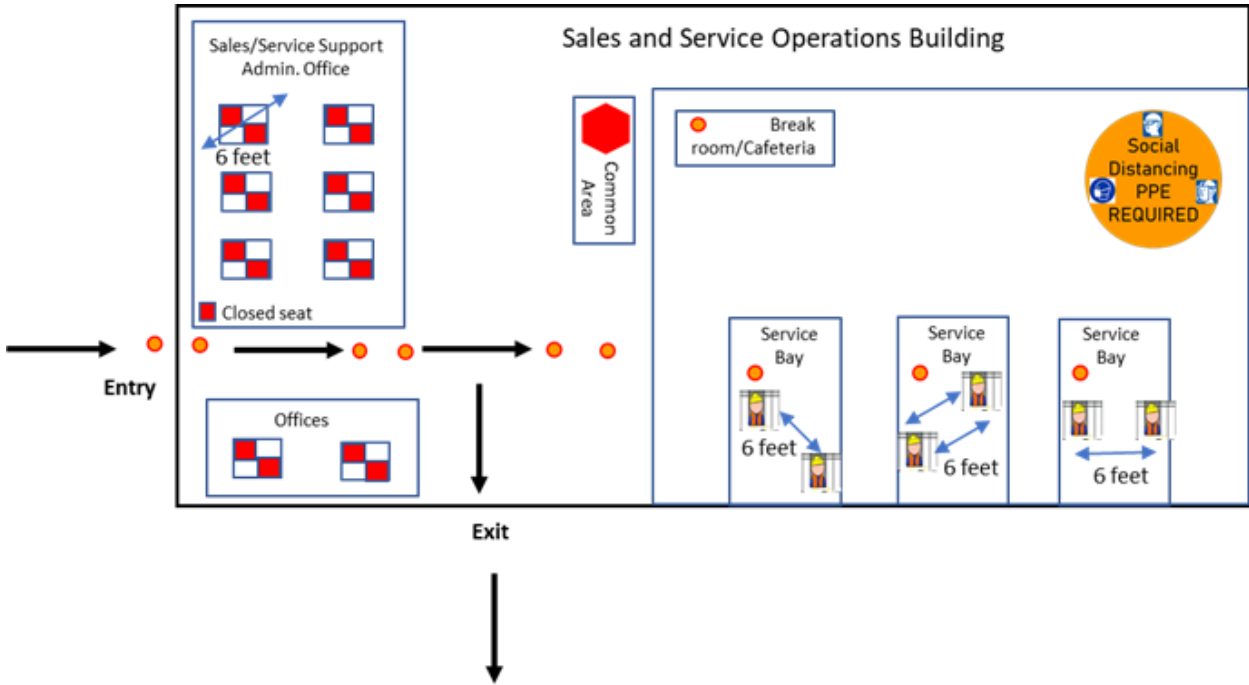 Sales and Service Operations Building
Sales/Service Support
Admin. Office
6 feet
Closed seat
Common
Area
Break
room/Cafeteria
Social
Distancing
PPE
REQUIRED
Entry
Offices
Exit
Service
Bay
6 feet
Service
Bay
6 feet
Service
Bay
6 feet